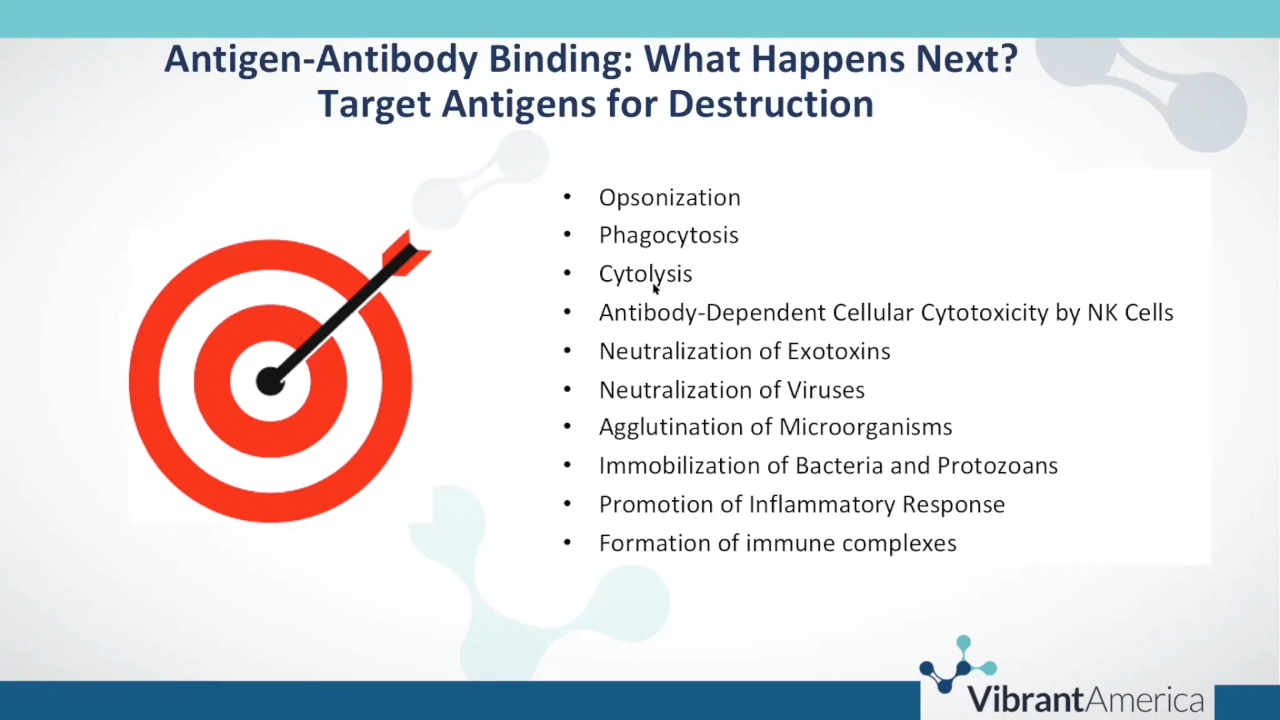 Antigen-Antibody Binding: What Happens Next?
Target Antigens for Destruction
• Opsonization
• Phagocytosis
• Cytolysis
• Antibody-Dependent Cellular Cytotoxicity by NK Cells
• Neutralization of Exotoxins
• Neutralization of Viruses
• Agglutination of Microorganisms
• Immobilization of Bacteria and Protozoans
• Promotion of Inflammatory Response
• Formation of immune complexes
VibrantAmerica